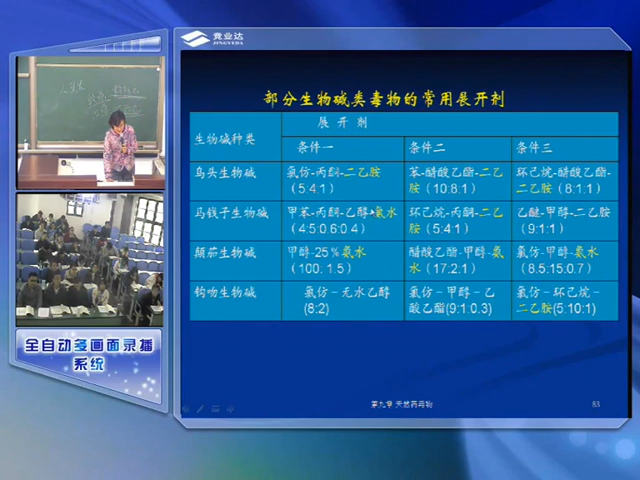 竞业达
JINGYEDA
部分生物碱类毒物的常用展开剂
生物碱种类
展 开 剂
条件一
条件二
条件三
乌头生物碱
氯仿-丙酮-二乙胺
(5:4:1)
苯-醋酸乙酯-二乙
胺(10:8:1)
环己烷-醋酸乙酯-
二乙胺(8:1:1)
马钱子生物碱
甲苯-丙酮-乙醇-氨水
(4:5:0.6:0.4)
环己烷-丙酮-二乙
胺(5:4:1)
乙醚-甲醇-二乙胺
(9:1:1)
颠茄生物碱
甲醇-25%氨水
(100:1.5)
醋酸乙酯-甲醇-氨
水(17:2:1)
氯仿-甲醇-氨水
(8.5:15:0.7)
钩吻生物碱
氯仿－无水乙醇
(8:2)
氯仿－甲醇－乙
酸乙酯(9:1:0.3)
氯仿－环己烷－
二乙胺(5:10:1)
第九章 天然药毒物
83
全自动多画面录播
系统